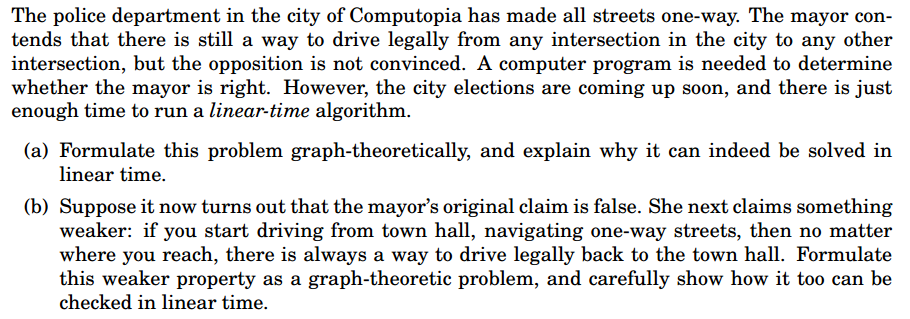 The police department in the city of Computopia has made all streets one-way. The mayor con-
tends that there is still a way to drive legally from any intersection in the city to any other
intersection, but the opposition is not convinced. A computer program is needed to determine
whether the mayor is right. However, the city elections are coming up soon, and there is just
enough time to run a linear-time algorithm.
(a) Formulate this problem graph-theoretically, and explain why it can indeed be solved in
linear time.
(b) Suppose it now turns out that the mayor's original claim is false. She next claims something
weaker: if you start driving from town hall, navigating one-way streets, then no matter
where you reach, there is always a way to drive legally back to the town hall. Formulate
this weaker property as a graph-theoretic problem, and carefully show how it too can be
checked in linear time.